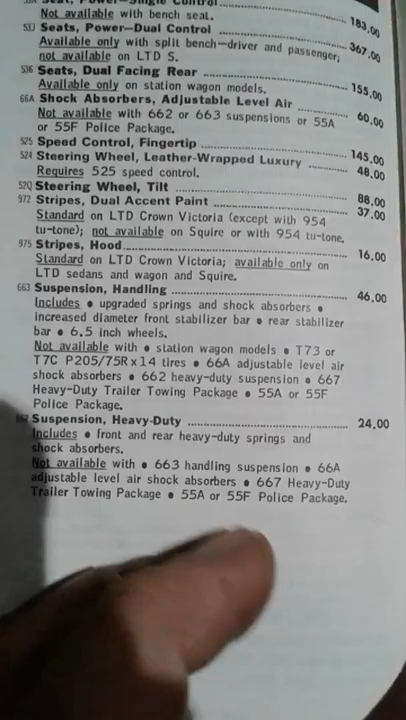 Seat, Power-Single Control ........ 183.00
Not available with bench seat.
53J Seats, Power-Dual Control ........ 367.00
Available only with split bench-driver and passenger;
not available on LTD S.
536 Seats, Dual Facing Rear ........ 155.00
Available only on station wagon models.
66A Shock Absorbers, Adjustable Level Air ........ 60.00
Not available with 662 or 663 suspensions or 55A
or 55F Police Package.
525 Speed Control, Fingertip ........ 145.00
524 Steering Wheel, Leather-Wrapped Luxury ........ 48.00
Requires 525 speed control.
52Q Steering Wheel, Tilt ........ 88.00
972 Stripes, Dual Accent Paint ........ 37.00
Standard on LTD Crown Victoria (except with 954
tu-tone); not available on Squire or with 954 tu-tone.
975 Stripes, Hood ........ 16.00
Standard on LTD Crown Victoria; available only on
LTD sedans and wagon and Squire.
663 Suspension, Handling ........ 46.00
Includes • upgraded springs and shock absorbers •
increased diameter front stabilizer bar • rear stabilizer
bar • 6.5 inch wheels.
Not available with • station wagon models • T73 or
T7C P205/75R x 14 tires • 66A adjustable level air
shock absorbers • 662 heavy-duty suspension • 667
Heavy-Duty Trailer Towing Package • 55A or 55F
Police Package.
Suspension, Heavy-Duty ........ 24.00
Includes • front and rear heavy-duty springs and
shock absorbers.
Not available with • 663 handling suspension • 66A
adjustable level air shock absorbers • 667 Heavy-Duty
Trailer Towing Package • 55A or 55F Police Package.